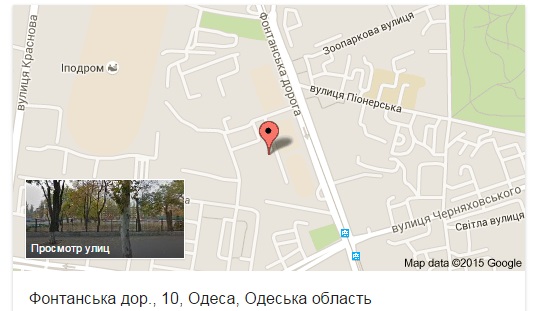 Фонтанська дорога
Зоопаркова вулиця
вулиця Краснова
Іподром
вулиця Піонерська
вулиця Черняховського
Світла вулиця
Просмотр улиц
Map data ©2015 Google
Фонтанська дор., 10, Одеса, Одеська область